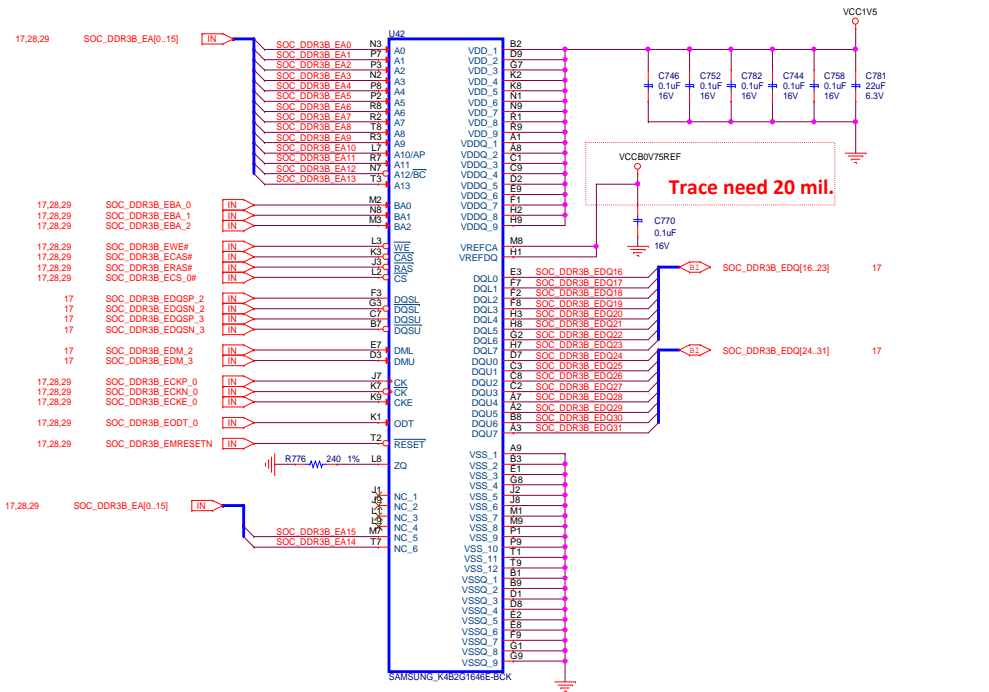 U42
VCC1V5
17,28,29 SOC_DDR3B_EA[0..15] IN
SOC_DDR3B_EA0 N3 A0
SOC_DDR3B_EA1 P7 A1
SOC_DDR3B_EA2 P3 A2
SOC_DDR3B_EA3 N2 A3
SOC_DDR3B_EA4 P8 A4
SOC_DDR3B_EA5 P2 A5
SOC_DDR3B_EA6 R8 A6
SOC_DDR3B_EA7 R2 A7
SOC_DDR3B_EA8 T8 A8
SOC_DDR3B_EA9 R3 A9
SOC_DDR3B_EA10 L7 A10/AP
SOC_DDR3B_EA11 R7 A11
SOC_DDR3B_EA12 N7 A12/BC
SOC_DDR3B_EA13 T3 A13
17,28,29 SOC_DDR3B_EBA_0 IN M2 BA0
17,28,29 SOC_DDR3B_EBA_1 IN N8 BA1
17,28,29 SOC_DDR3B_EBA_2 IN M3 BA2
17,28,29 SOC_DDR3B_EWE# IN L3 WE
17,28,29 SOC_DDR3B_ECAS# IN K3 CAS
17,28,29 SOC_DDR3B_ERAS# IN J3 RAS
17,28,29 SOC_DDR3B_ECS_0# IN L2 CS
17 SOC_DDR3B_EDQSP_2 IN F3 DQSL
17 SOC_DDR3B_EDQSN_2 IN G3 DQSL
17 SOC_DDR3B_EDQSP_3 IN C7 DQSU
17 SOC_DDR3B_EDQSN_3 IN B7 DQSU
17 SOC_DDR3B_EDM_2 IN E7 DML
17 SOC_DDR3B_EDM_3 IN D3 DMU
17,28,29 SOC_DDR3B_ECKP_0 IN J7 CK
17,28,29 SOC_DDR3B_ECKN_0 IN K7 CK
17,28,29 SOC_DDR3B_ECKE_0 IN K9 CKE
17,28,29 SOC_DDR3B_EODT_0 IN K1 ODT
17,28,29 SOC_DDR3B_EMRESETN IN T2 RESET
R776 240 1% L8 ZQ
J1 NC_1
NC_2
NC_3
L9 NC_4
17,28,29 SOC_DDR3B_EA[0..15] IN
SOC_DDR3B_EA15 M7 NC_5
SOC_DDR3B_EA14 T7 NC_6
VDD_1 B2
VDD_2 D9
VDD_3 G7
VDD_4 K2
VDD_5 K8
VDD_6 N1
VDD_7 N9
VDD_8 R1
VDD_9 R9
VDDQ_1 A1
VDDQ_2 A8
VDDQ_3 C1
VDDQ_4 C9
VDDQ_5 D2
VDDQ_6 E9
VDDQ_7 F1
VDDQ_8 H2
VDDQ_9 H9
VREFCA M8
VREFDQ H1
C746 0.1uF 16V
C752 0.1uF 16V
C782 0.1uF 16V
C744 0.1uF 16V
C758 0.1uF 16V
C781 22uF 6.3V
VCCB0V75REF
Trace need 20 mil.
C770 0.1uF 16V
DQL0 E3 SOC_DDR3B_EDQ16
DQL1 F7 SOC_DDR3B_EDQ17
DQL2 F2 SOC_DDR3B_EDQ18
DQL3 F8 SOC_DDR3B_EDQ19
DQL4 H3 SOC_DDR3B_EDQ20
DQL5 H8 SOC_DDR3B_EDQ21
DQL6 G2 SOC_DDR3B_EDQ22
DQL7 H7 SOC_DDR3B_EDQ23
BI SOC_DDR3B_EDQ[16..23] 17
DQU0 D7 SOC_DDR3B_EDQ24
DQU1 C3 SOC_DDR3B_EDQ25
DQU2 C8 SOC_DDR3B_EDQ26
DQU3 C2 SOC_DDR3B_EDQ27
DQU4 A7 SOC_DDR3B_EDQ28
DQU5 A2 SOC_DDR3B_EDQ29
DQU6 B8 SOC_DDR3B_EDQ30
DQU7 A3 SOC_DDR3B_EDQ31
BI SOC_DDR3B_EDQ[24..31] 17
VSS_1 A9
VSS_2 B3
VSS_3 E1
VSS_4 G8
VSS_5 J2
VSS_6 J8
VSS_7 M1
VSS_8 M9
VSS_9 P1
VSS_10 P9
VSS_11 T1
VSS_12 T9
VSSQ_1 B1
VSSQ_2 B9
VSSQ_3 D1
VSSQ_4 D8
VSSQ_5 E2
VSSQ_6 E8
VSSQ_7 F9
VSSQ_8 G1
VSSQ_9 G9
SAMSUNG_K4B2G1646E-BCK